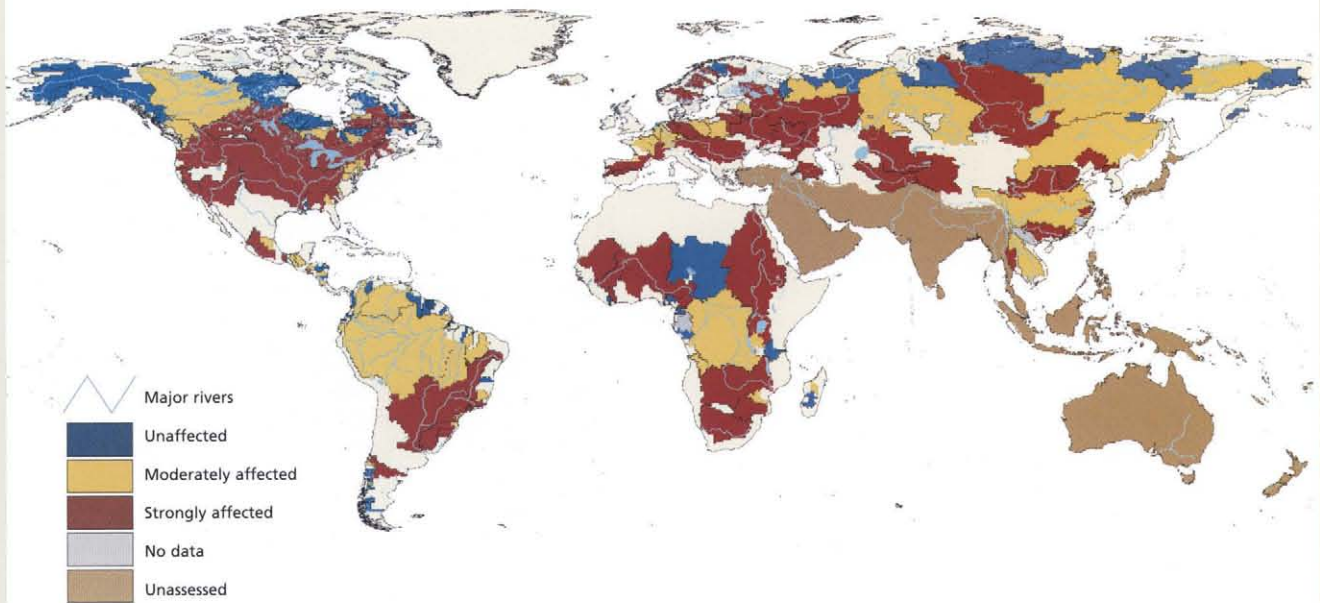 Major rivers
Unaffected
Moderately affected
Strongly affected
No data
Unassessed